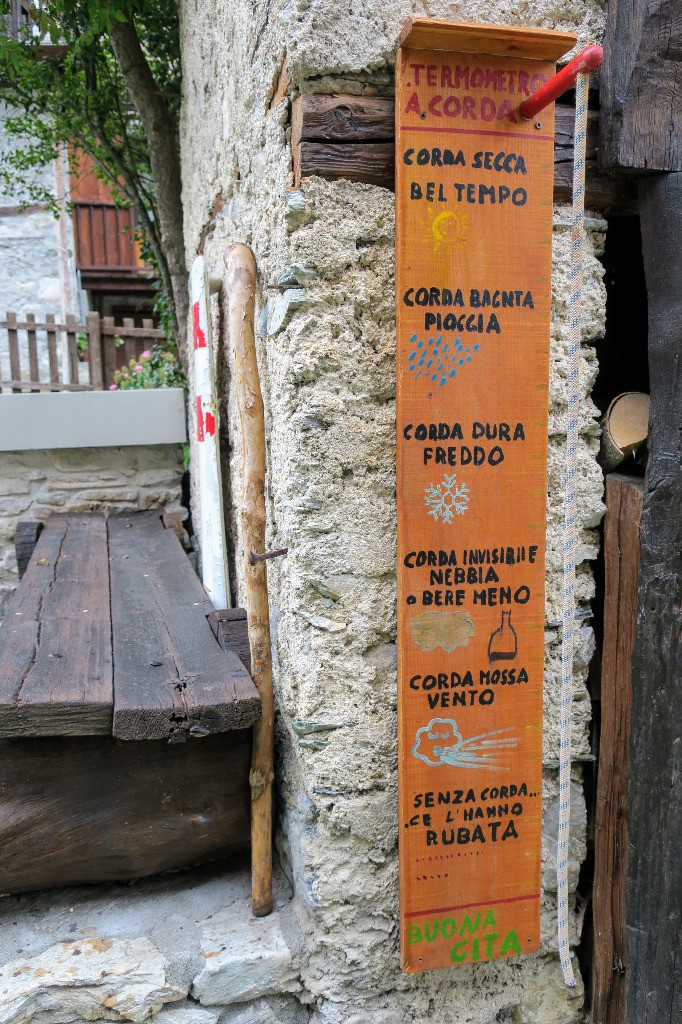 .TERMOMETRO
A.CORDA
CORDA SECCA
BEL TEMPO
CORDA BAGNTA
PIOGGIA
CORDA DURA
FREDDO
CORDA INVISIBILE
NEBBIA
o BERE MENO
CORDA MOSSA
VENTO
SENZA CORDA...
.CE L'HANNO
RUBATA
BUONA
GITA